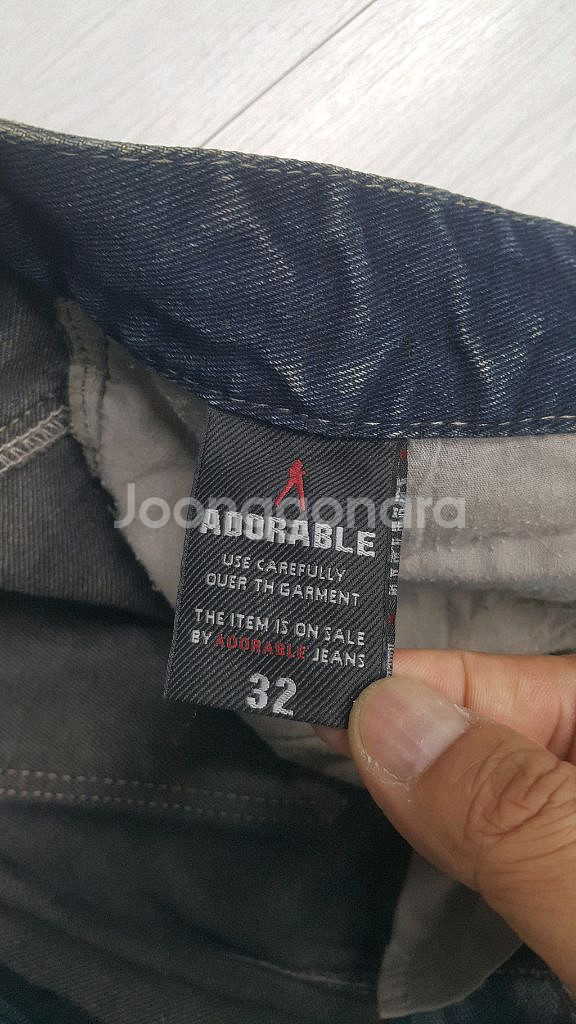 Joonggonara
ADORABLE
USE CAREFULLY
OUER TH GARMENT
THE ITEM IS ON SALE
BY ADORABLE JEANS
32